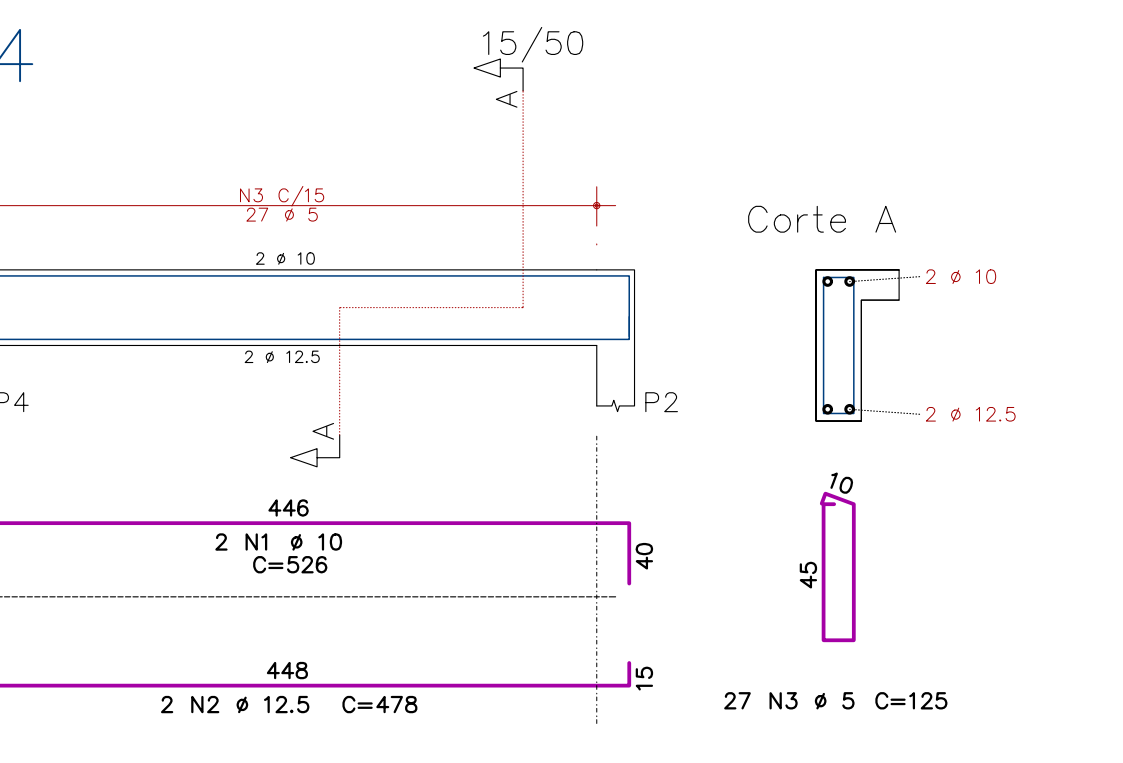 4
15/50
A
N3 C/15
27 ø 5
Corte A
2 ø 10
2 ø 10
2 ø 12.5
P4
P2
2 ø 12.5
A
10
446
2 N1 ø 10
C=526
40
45
448
15
2 N2 ø 12.5 C=478
27 N3 ø 5 C=125